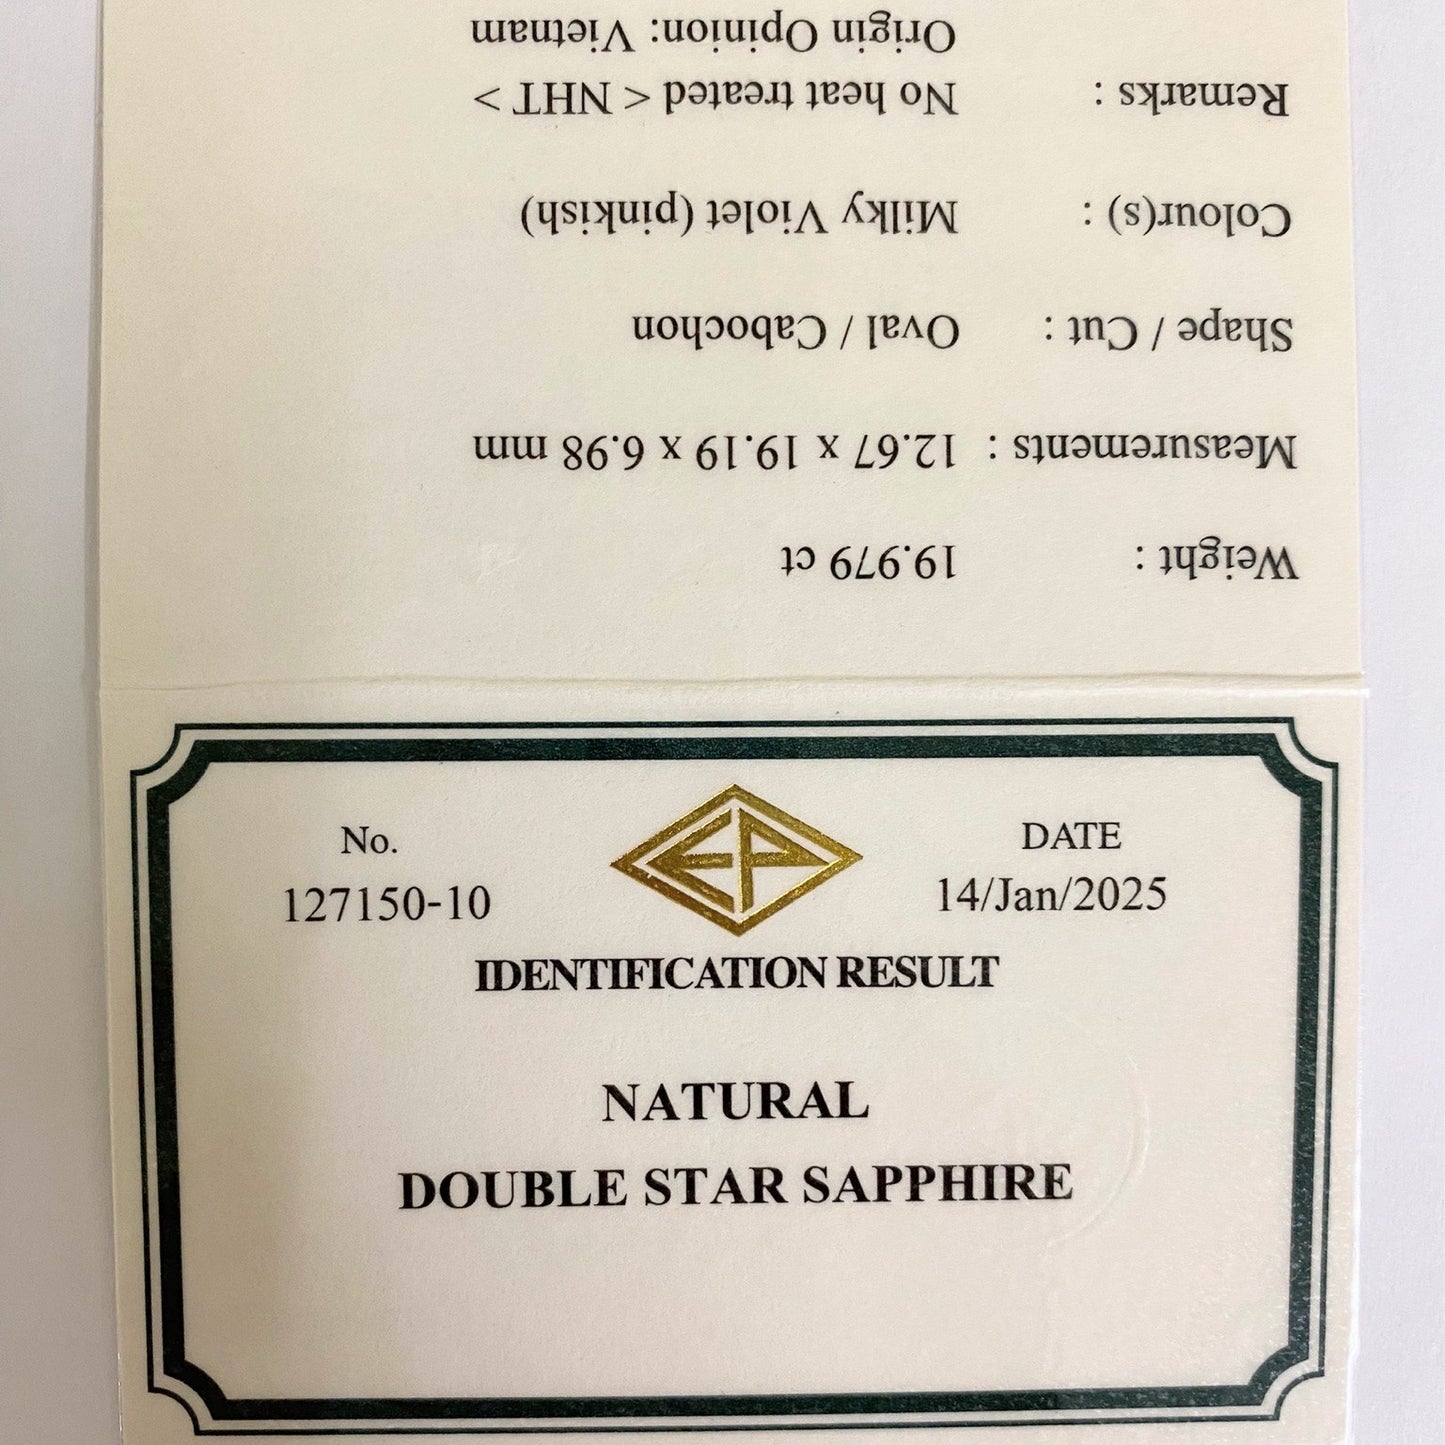 No.
127150-10
EP
DATE
14/Jan/2025
IDENTIFICATION RESULT
NATURAL
DOUBLE STAR SAPPHIRE
Weight : 19.979 ct
Measurements : 12.67 x 19.19 x 6.98 mm
Shape / Cut : Oval / Cabochon
Colour(s) : Milky Violet (pinkish)
Remarks : No heat treated < NHT >
Origin Opinion: Vietnam